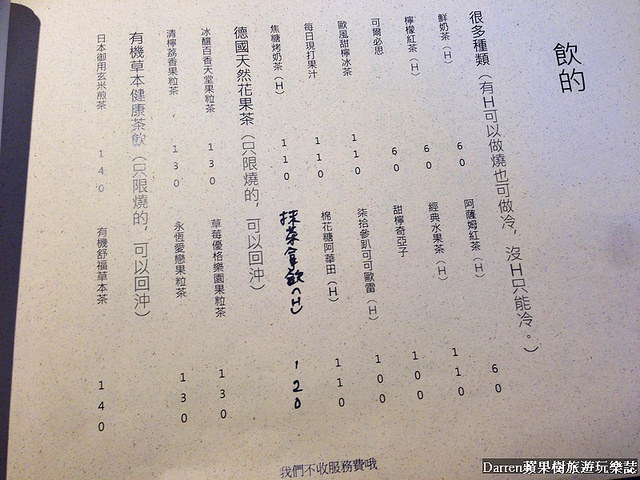 飲的
很多種類（有H可以做燒也可做冷，沒H只能冷。）
鮮奶茶（H） 60
阿薩姆紅茶（H） 60
檸檬紅茶（H） 60
經典水果茶（H） 110
可爾必思 60
甜檸奇亞子 100
歐風甜檸冰茶 110
柒拾參趴可可歐雷（H） 100
每日現打果汁 110
棉花糖阿華田（H） 110
焦糖烤奶茶（H） 110
抹茶拿歐（H） 120
德國天然花果茶（只限燒的，可以回沖）
冰釀百香天堂果粒茶 130
草莓優格樂園果粒茶 130
清檸荔香果粒茶 130
永恆愛戀果粒茶 130
有機草本健康茶飲（只限燒的，可以回沖）
日本御用玄米煎茶 140
有機舒福草本茶 140
我們不收服務費哦
Darren蘋果樹旅遊玩樂誌